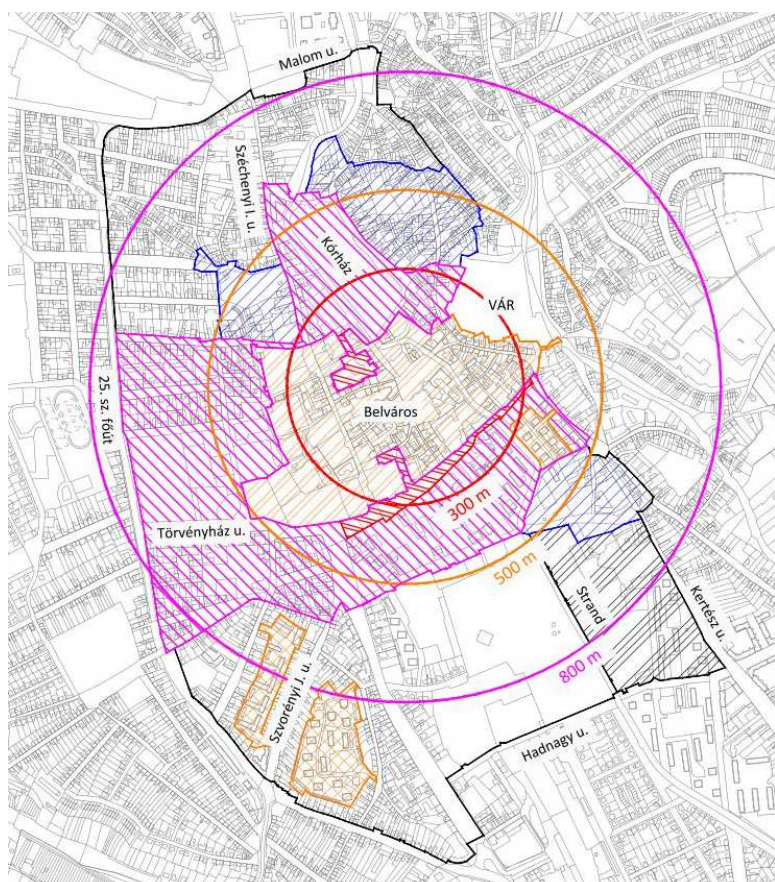 Malom u.
Széchenyi I. u.
Kórház
VÁR
25. sz. főút
Belváros
300 m
Törvényház u.
500 m
Strand
Kertész u.
800 m
Szvorényi J. u.
Hadnagy u.